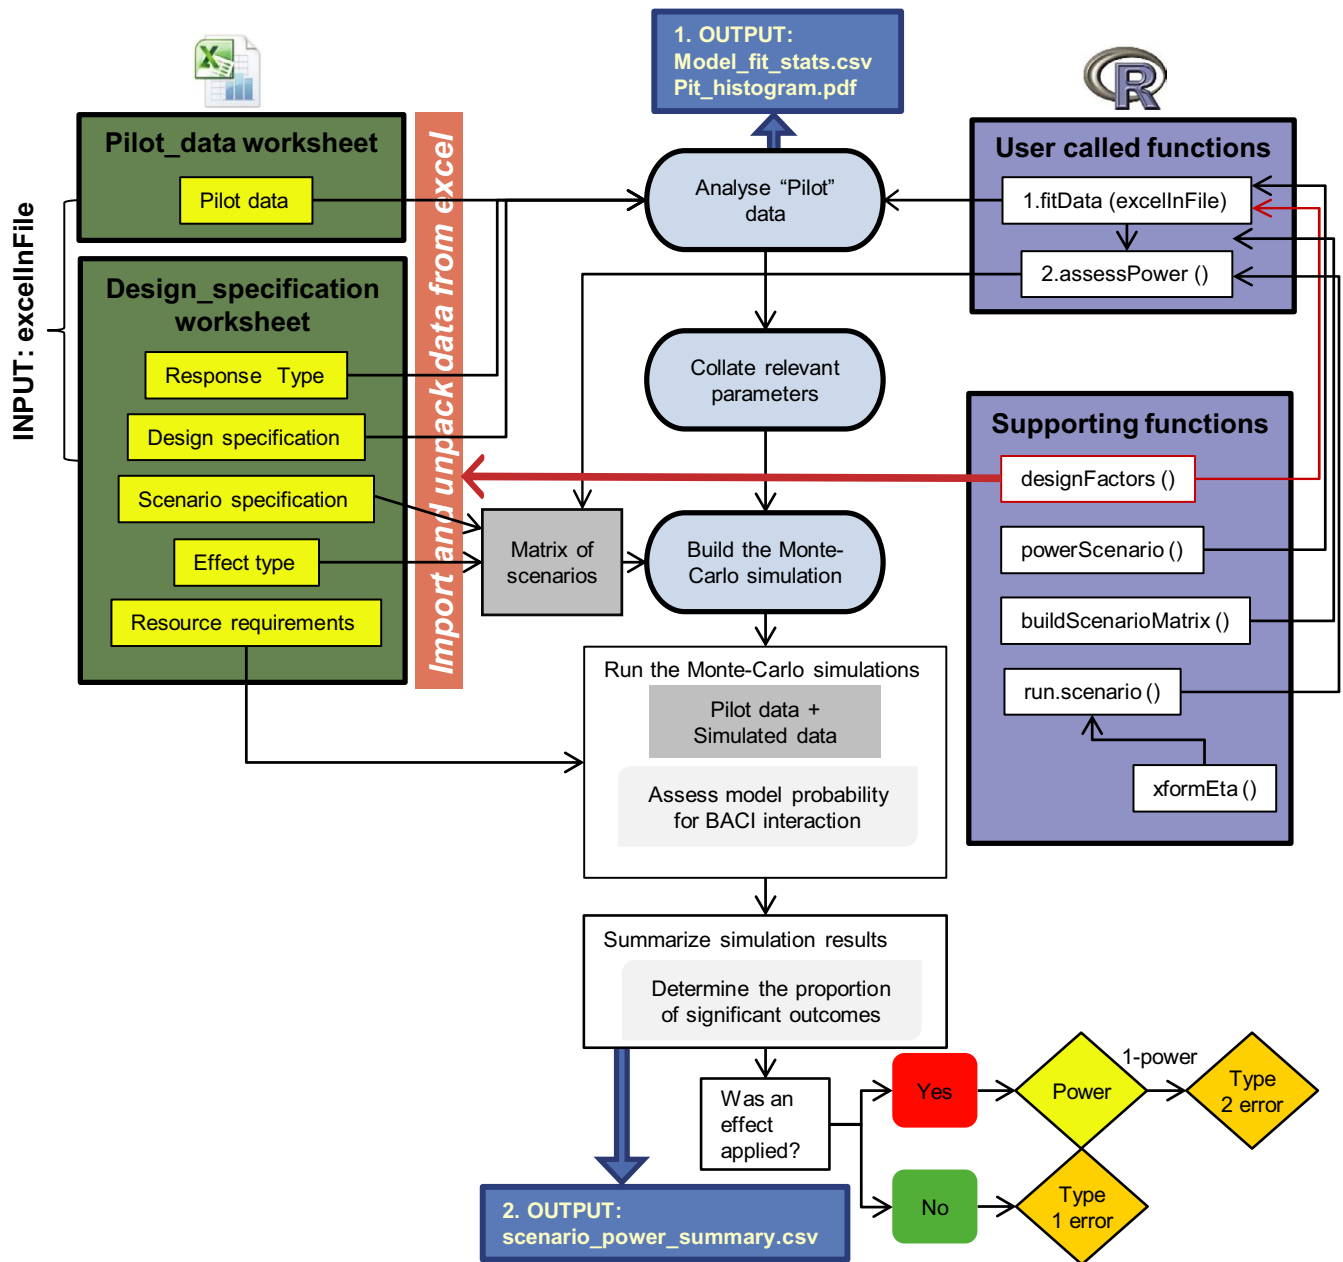 1. OUTPUT:
Model_fit_stats.csv
Pit_histogram.pdf
X
R
Pilot_data worksheet
Pilot data
INPUT: excelInFile
Design_specification
worksheet
Response Type
Design specification
Scenario specification
Effect type
Resource requirements
Import and unpack data from excel
Analyse “Pilot”
data
Collate relevant
parameters
Matrix of
scenarios
Build the Monte-
Carlo simulation
User called functions
1.fitData (excelInFile)
2.assessPower ()
Supporting functions
designFactors ()
powerScenario ()
buildScenarioMatrix ()
run.scenario ()
xformEta ()
Run the Monte-Carlo simulations
Pilot data +
Simulated data
Assess model probability
for BACI interaction
Summarize simulation results
Determine the proportion
of significant outcomes
Was an
effect
applied?
Yes
Power
1-power
Type
2 error
No
Type
1 error
2. OUTPUT:
scenario_power_summary.csv